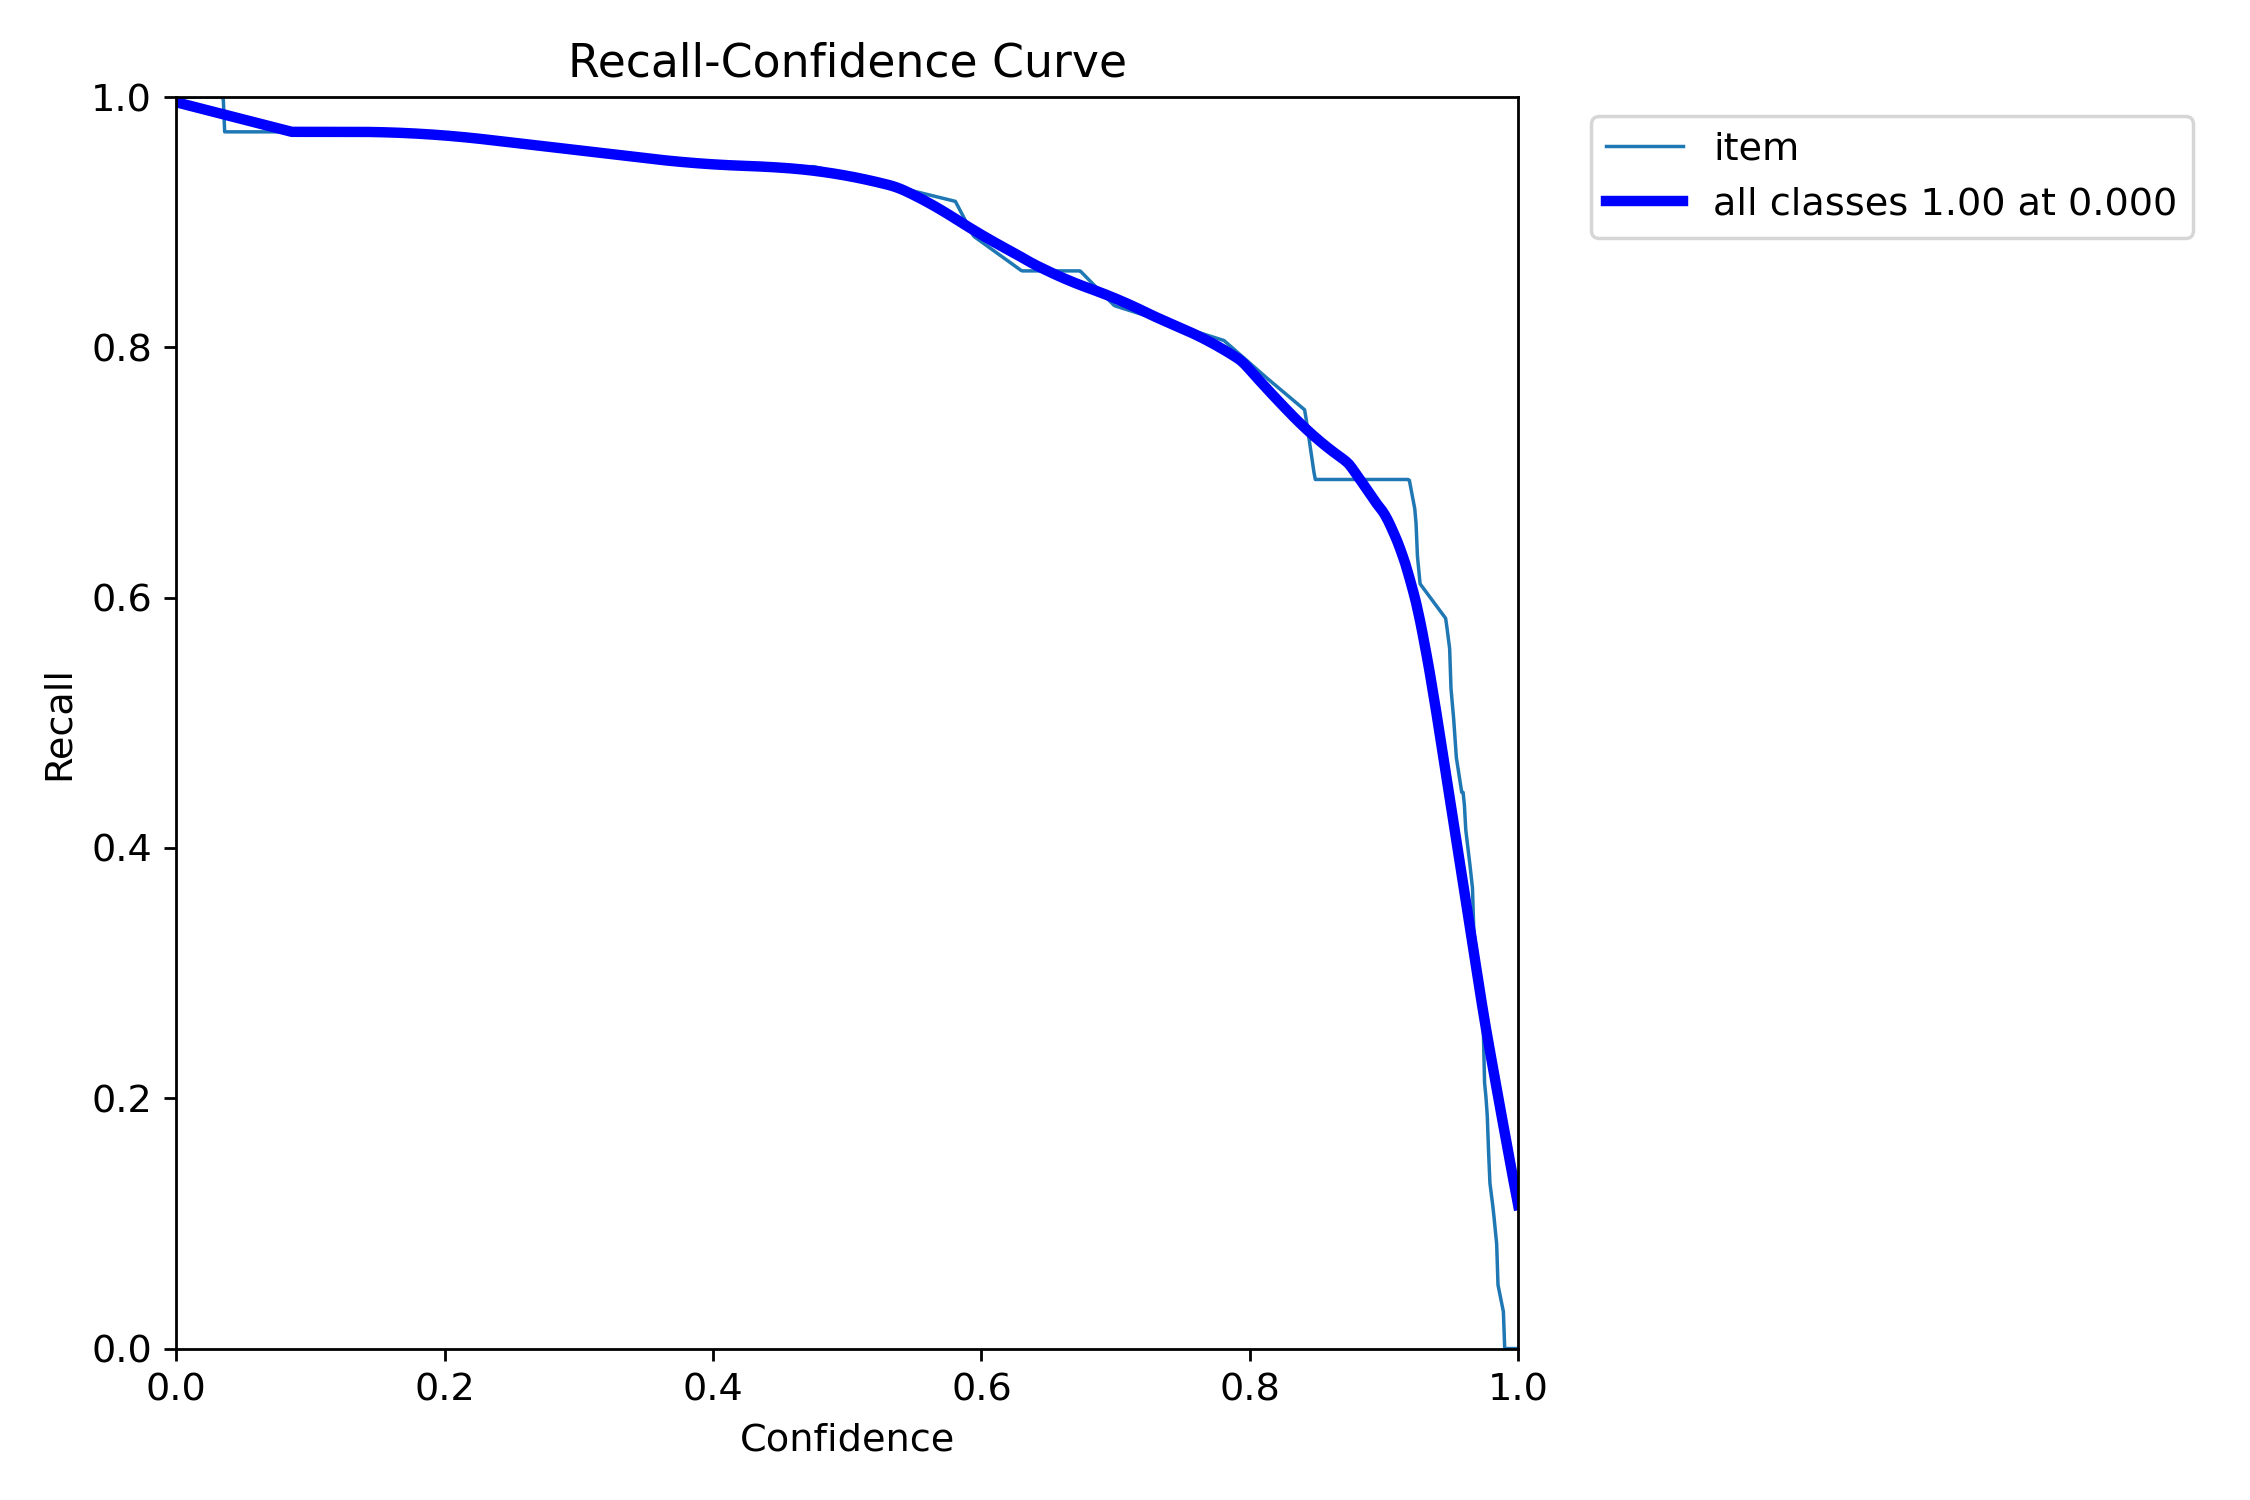 Recall-Confidence Curve
1.0
0.8
0.6
0.4
0.2
0.0
Recall
0.0 0.2 0.4 0.6 0.8 1.0
Confidence
item
all classes 1.00 at 0.000